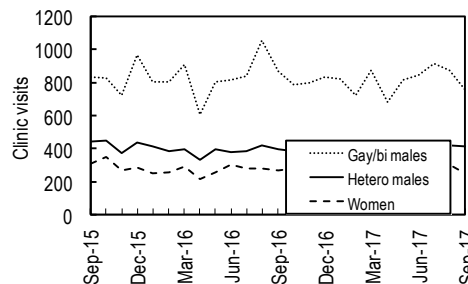 1200
1000
800
600
400
200
0
Clinic visits
Gay/bi males
Hetero males
Women
Sep-15
Dec-15
Mar-16
Jun-16
Sep-16
Dec-16
Mar-17
Jun-17
Sep-17